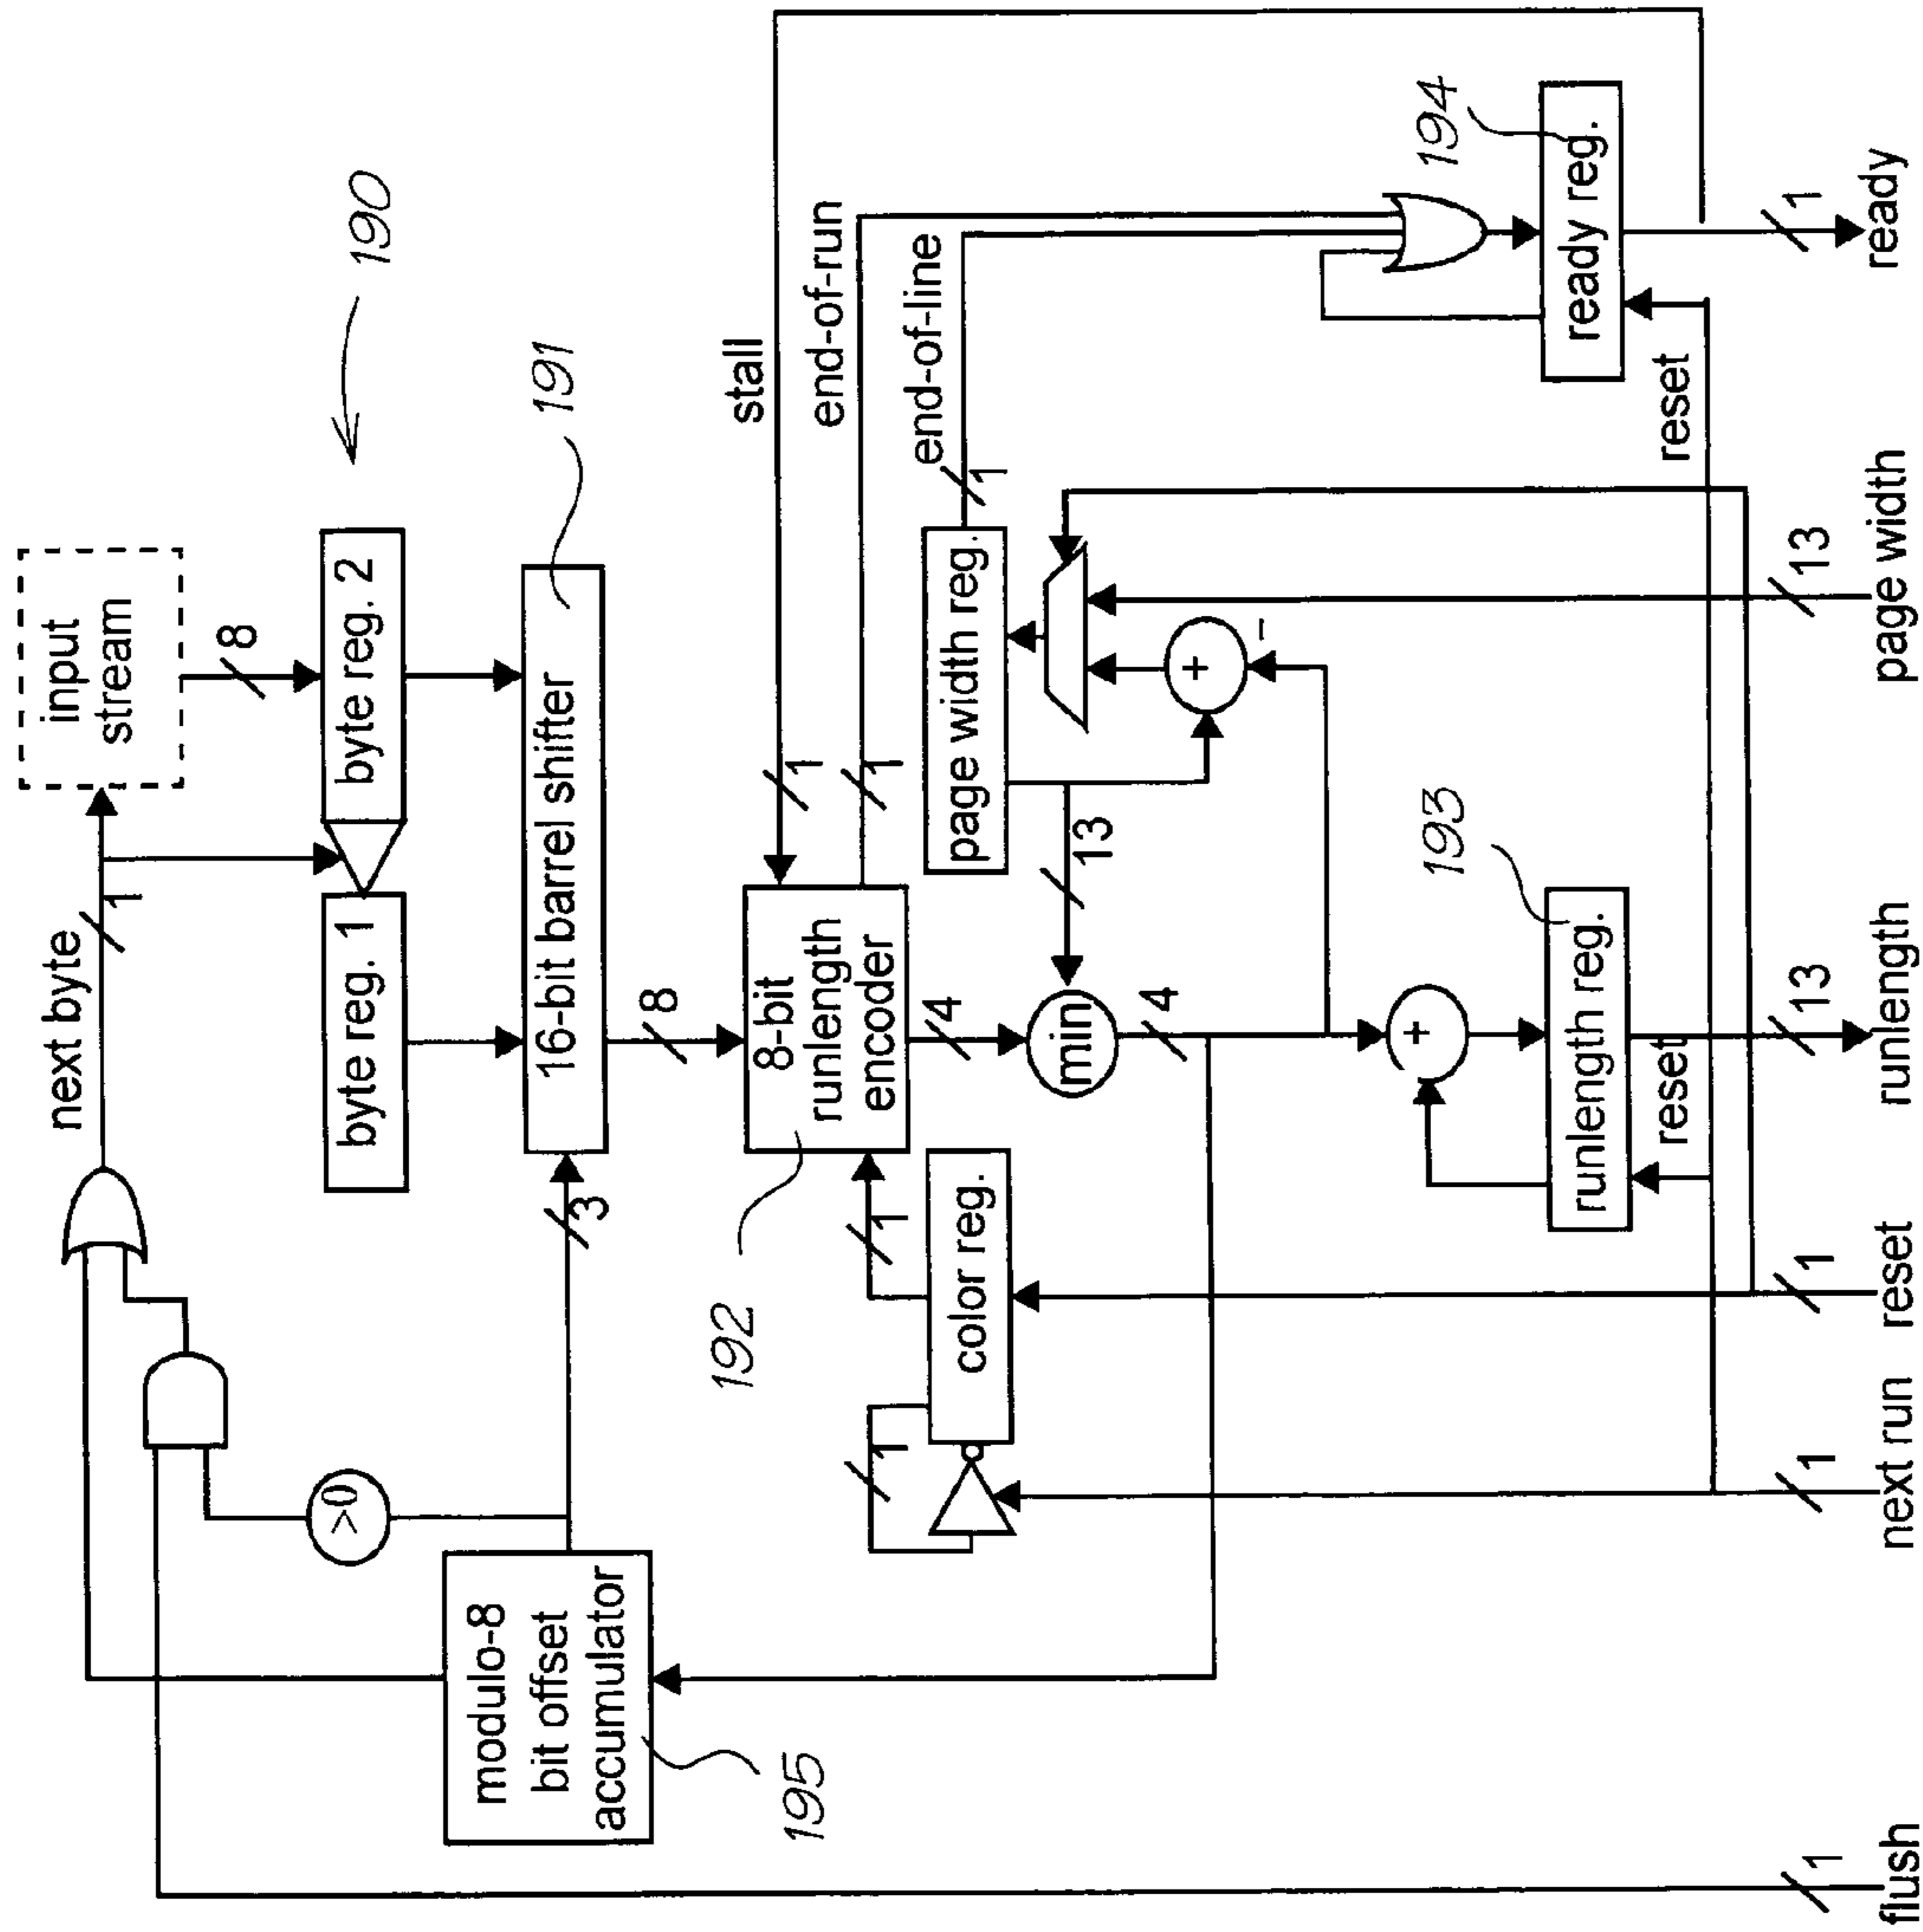 190
input
stream
next byte
1
8
byte reg. 1
byte reg. 2
191
16-bit barrel shifter
3
8
>0
modulo-8
bit offset
accumulator
195
192
8-bit
runlength
encoder
stall
1
end-of-run
1
end-of-line
1
page width reg.
13
4
min
4
+
−
color reg.
1
1
+
193
runlength reg.
reset
194
ready reg.
reset
flush
1
next run
1
reset
1
runlength
13
page width
13
ready
1